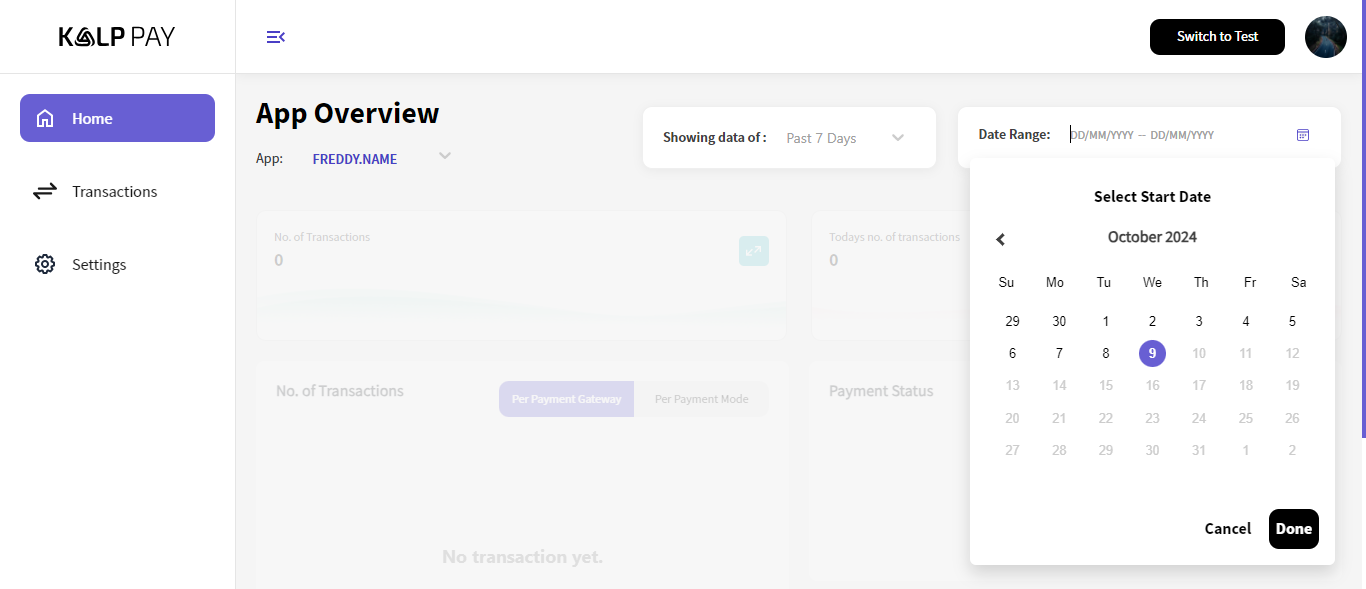 KALP PAY
Switch to Test
Home
Transactions
Settings
App Overview
App: FREDDY.NAME
Showing data of : Past 7 Days
Date Range: DD/MM/YYYY -- DD/MM/YYYY
No. of Transactions
0
Todays no. of transactions
0
No. of Transactions
Per Payment Gateway Per Payment Mode
No transaction yet.
Payment Status
Select Start Date
October 2024
Su Mo Tu We Th Fr Sa
29 30 1 2 3 4 5
6 7 8 9 10 11 12
13 14 15 16 17 18 19
20 21 22 23 24 25 26
27 28 29 30 31 1 2
Cancel Done